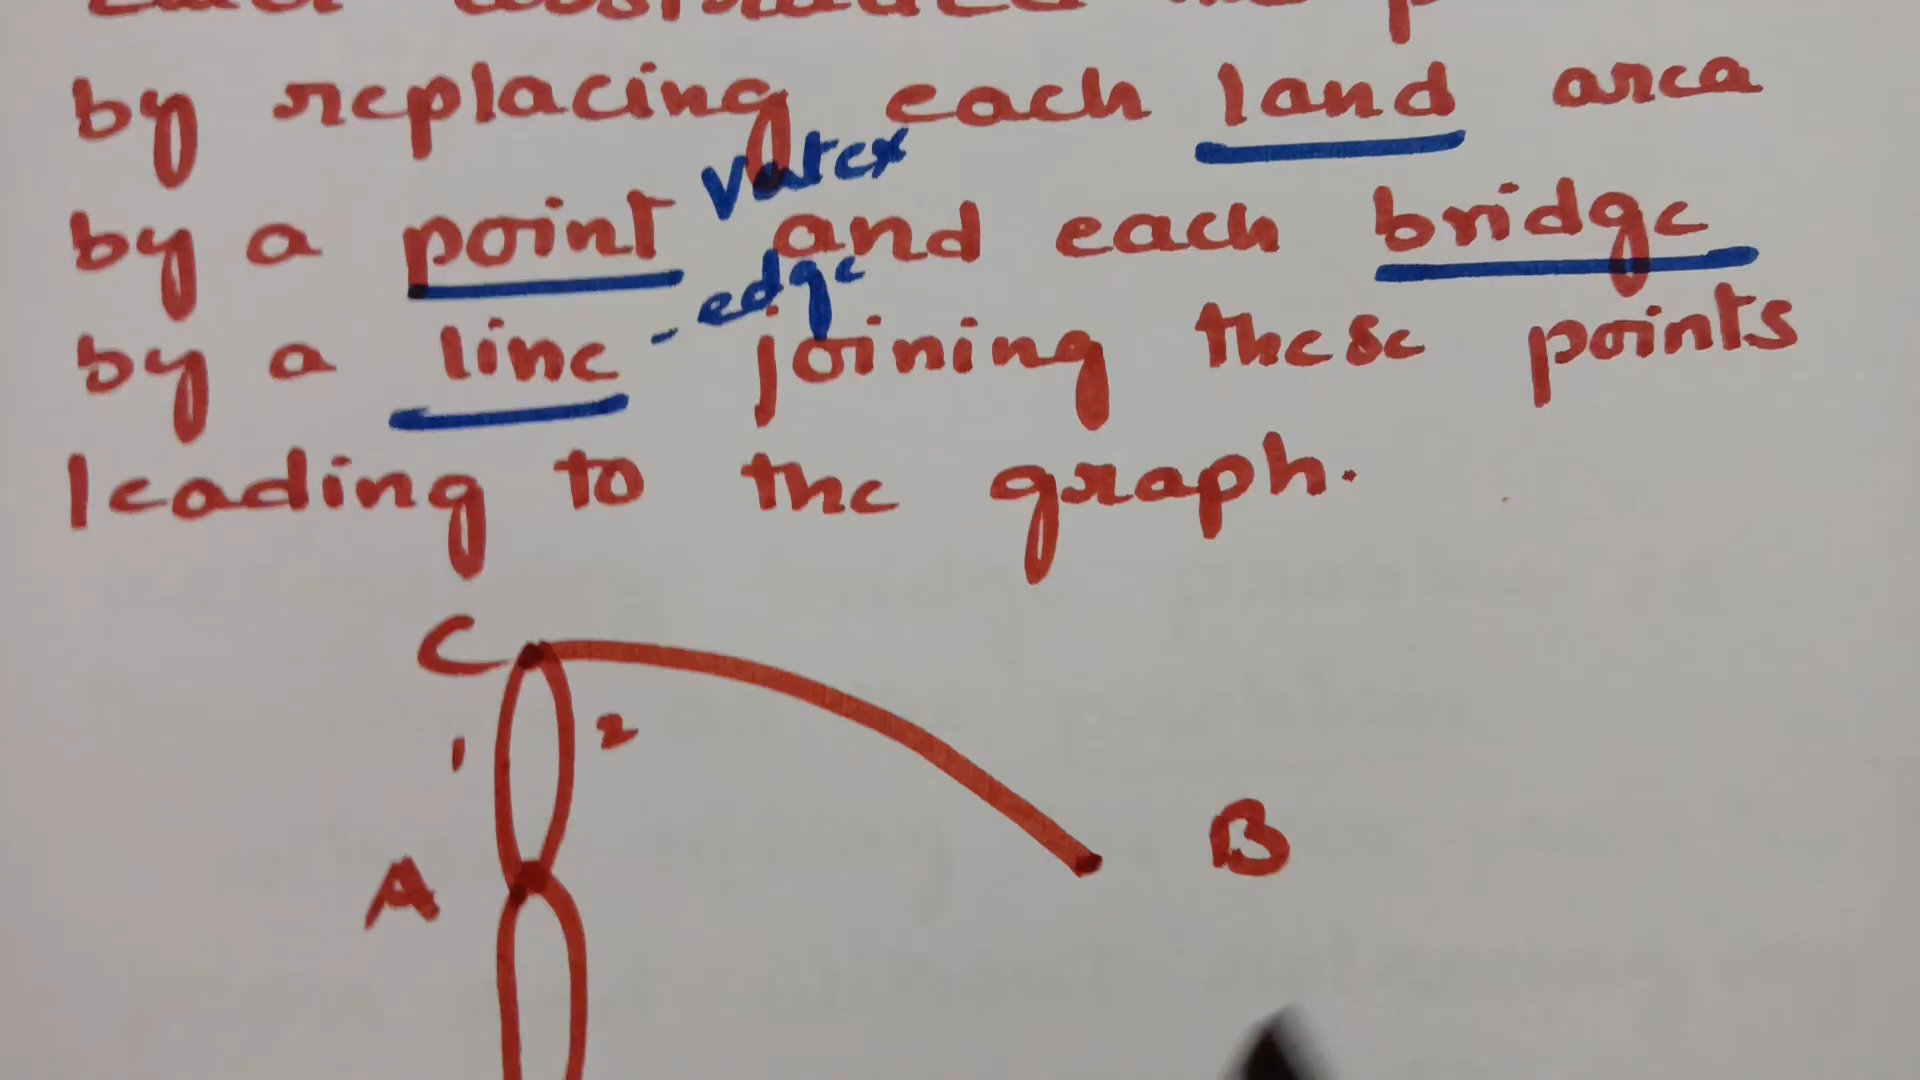 by replacing each land area
vertex
by a point and each bridge
- edge
by a line joining these points
leading to the graph.
C
1 2
B
A